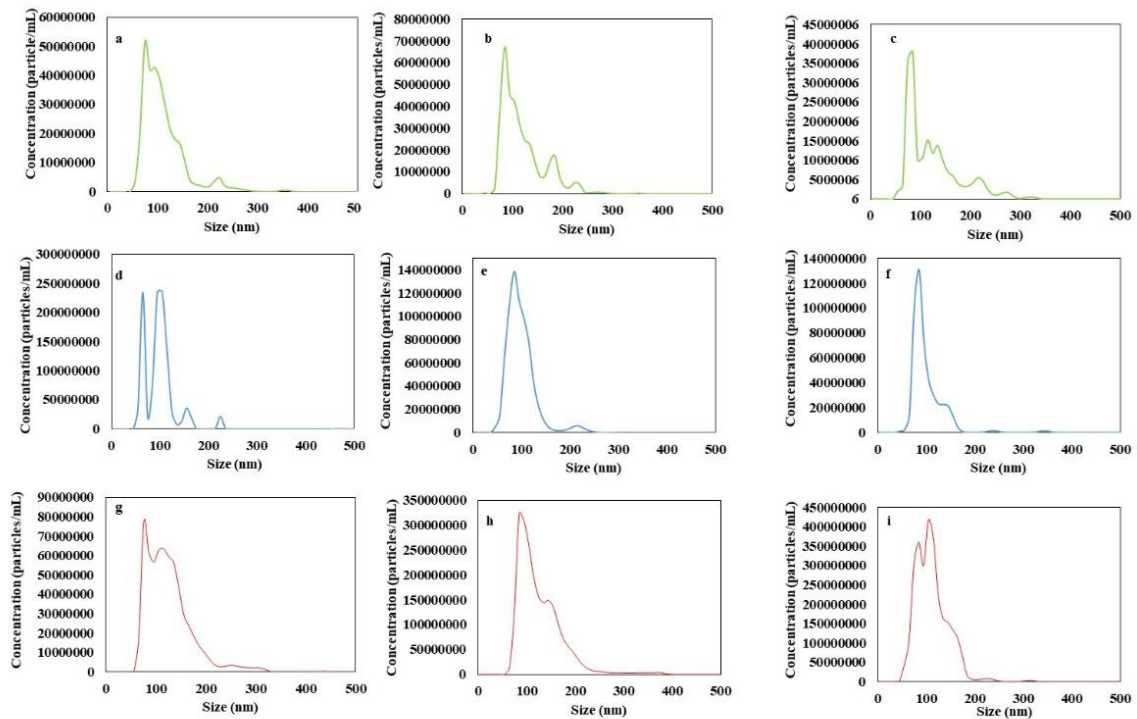 a
Concentration (particle/mL)
60000000
50000000
40000000
30000000
20000000
10000000
0
0 100 200 300 400 50
Size (nm)
b
Concentration (particles/mL)
80000000
70000000
60000000
50000000
40000000
30000000
20000000
10000000
0
0 100 200 300 400 500
Size (nm)
c
Concentration (particles/mL)
45000006
40000006
35000006
30000006
25000006
20000006
15000006
10000006
5000006
6
0 100 200 300 400 500
Size (nm)
d
Concentration (particles/mL)
300000000
250000000
200000000
150000000
100000000
50000000
0
0 100 200 300 400 500
Size (nm)
e
Concentration (particles/mL)
140000000
120000000
100000000
80000000
60000000
40000000
20000000
0
0 100 200 300 400 500
Size (nm)
f
Concentration (particles/mL)
140000000
120000000
100000000
80000000
60000000
40000000
20000000
0
0 100 200 300 400 500
Size (nm)
g
Concentration (particles/mL)
90000000
80000000
70000000
60000000
50000000
40000000
30000000
20000000
10000000
0
0 100 200 300 400 500
Size (nm)
h
Concentration (particles/mL)
350000000
300000000
250000000
200000000
150000000
100000000
50000000
0
0 100 200 300 400 500
Size (nm)
i
Concentration (particles/mL)
450000000
400000000
350000000
300000000
250000000
200000000
150000000
100000000
50000000
0
0 100 200 300 400 500
Size (nm)